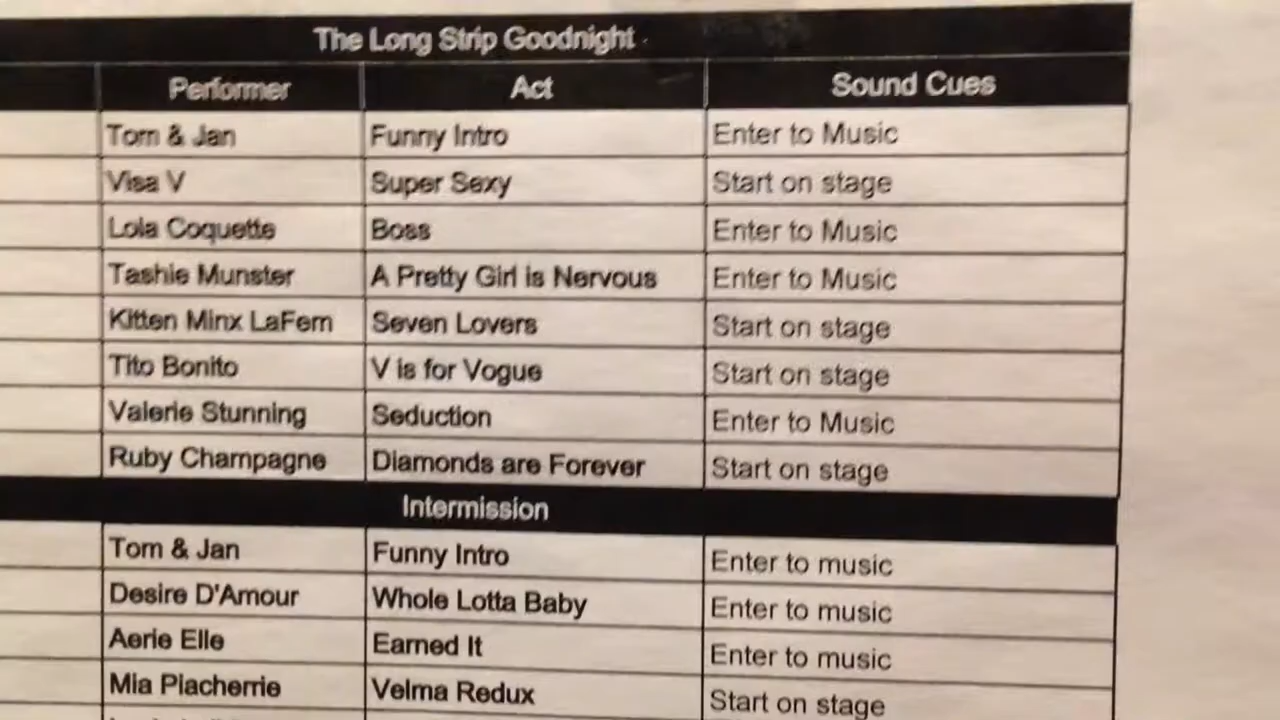 The Long Strip Goodnight
Performer Act Sound Cues
Tom & Jan Funny Intro Enter to Music
Visa V Super Sexy Start on stage
Lola Coquette Boss Enter to Music
Tashie Munster A Pretty Girl is Nervous Enter to Music
Kitten Minx LaFem Seven Lovers Start on stage
Tito Bonito V is for Vogue Start on stage
Valerie Stunning Seduction Enter to Music
Ruby Champagne Diamonds are Forever Start on stage
Intermission
Tom & Jan Funny Intro Enter to music
Desire D'Amour Whole Lotta Baby Enter to music
Aerie Elle Earned It Enter to music
Mia Placherrie Velma Redux Start on stage